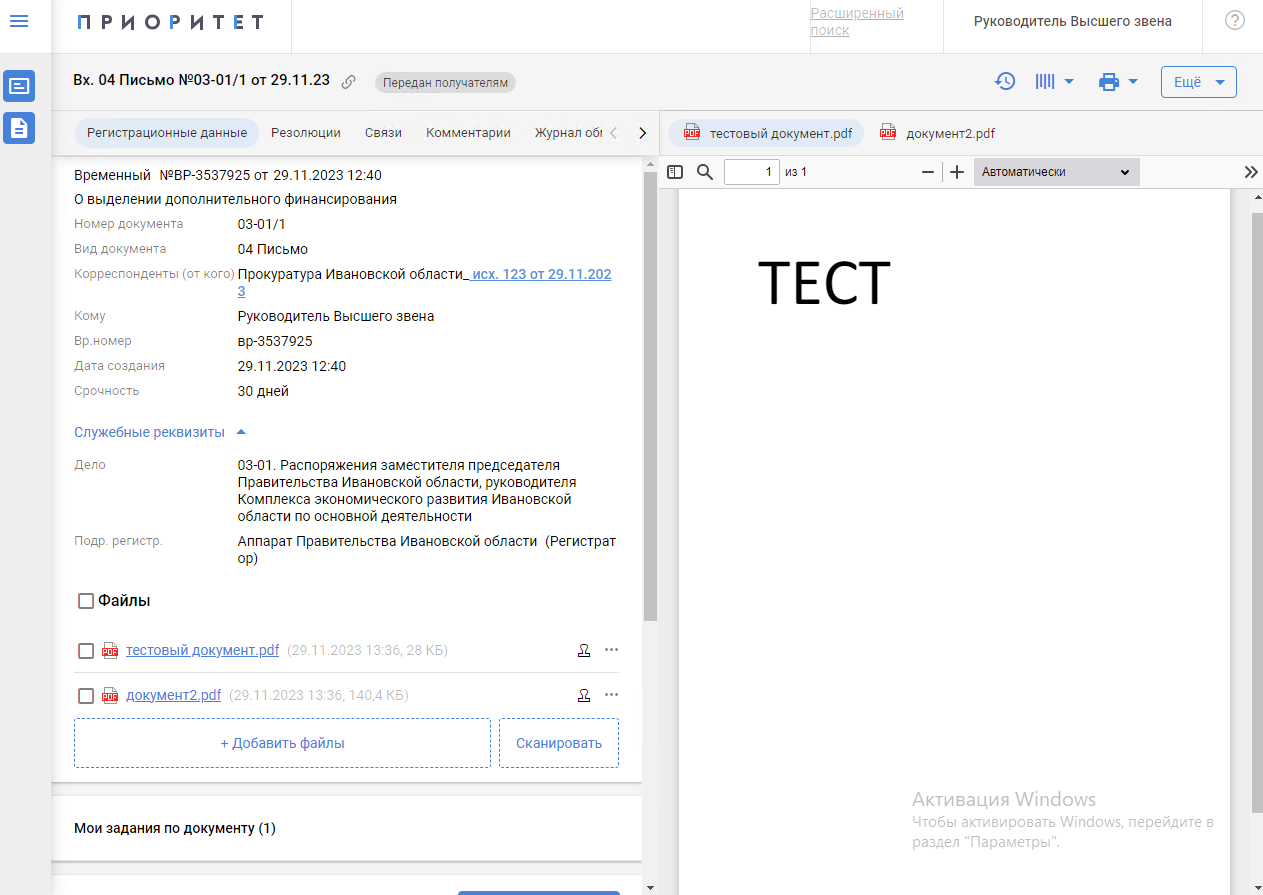 ПРИОРИТЕТ
Расширенный
поиск
Руководитель Высшего звена
Вх. 04 Письмо №03-01/1 от 29.11.23
Передан получателям
Ещё
Регистрационные данные
Резолюции
Связи
Комментарии
Журнал
тестовый документ.pdf
документ2.pdf
1
из 1
Автоматически
Временный №ВР-3537925 от 29.11.2023 12:40
О выделении дополнительного финансирования
Номер документа 03-01/1
Вид документа 04 Письмо
Корреспонденты (от кого) Прокуратура Ивановской области_ исх. 123 от 29.11.202
3
Кому Руководитель Высшего звена
Вр.номер вр-3537925
Дата создания 29.11.2023 12:40
Срочность 30 дней
Служебные реквизиты
Дело 03-01. Распоряжения заместителя председателя
Правительства Ивановской области, руководителя
Комплекса экономического развития Ивановской
области по основной деятельности
Подр. регистр. Аппарат Правительства Ивановской области (Регистрат
ор)
Файлы
PDF тестовый документ.pdf (29.11.2023 13:36, 28 КБ)
PDF документ2.pdf (29.11.2023 13:36, 140,4 КБ)
+ Добавить файлы
Сканировать
Мои задания по документу (1)
ТЕСТ
Активация Windows
Чтобы активировать Windows, перейдите в
раздел "Параметры".